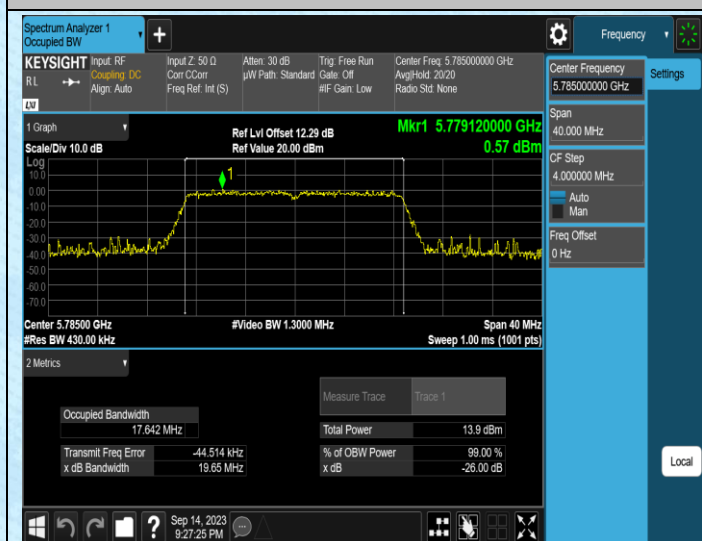 Spectrum Analyzer 1
Occupied BW
+
Frequency
KEYSIGHT
RL
LXI
Input: RF
Coupling: DC
Align: Auto
Input Z: 50 Ω
Corr CCorr
Freq Ref: Int (S)
Atten: 30 dB
µW Path: Standard
Trig: Free Run
Gate: Off
#IF Gain: Low
Center Freq: 5.785000000 GHz
Avg|Hold: 20/20
Radio Std: None
Center Frequency
5.785000000 GHz
Settings
Span
40.000 MHz
CF Step
4.000000 MHz
Auto
Man
Freq Offset
0 Hz
Local
1 Graph
Scale/Div 10.0 dB
Ref Lvl Offset 12.29 dB
Ref Value 20.00 dBm
Mkr1 5.779120000 GHz
0.57 dBm
Log
10.0
0.00
-10.0
-20.0
-30.0
-40.0
-50.0
-60.0
-70.0
1
Center 5.78500 GHz
#Res BW 430.00 kHz
#Video BW 1.3000 MHz
Span 40 MHz
Sweep 1.00 ms (1001 pts)
2 Metrics
Measure Trace
Trace 1
Occupied Bandwidth
17.642 MHz
Total Power
13.9 dBm
Transmit Freq Error
-44.514 kHz
% of OBW Power
99.00 %
x dB Bandwidth
19.65 MHz
x dB
-26.00 dB
?
Sep 14, 2023
9:27:25 PM